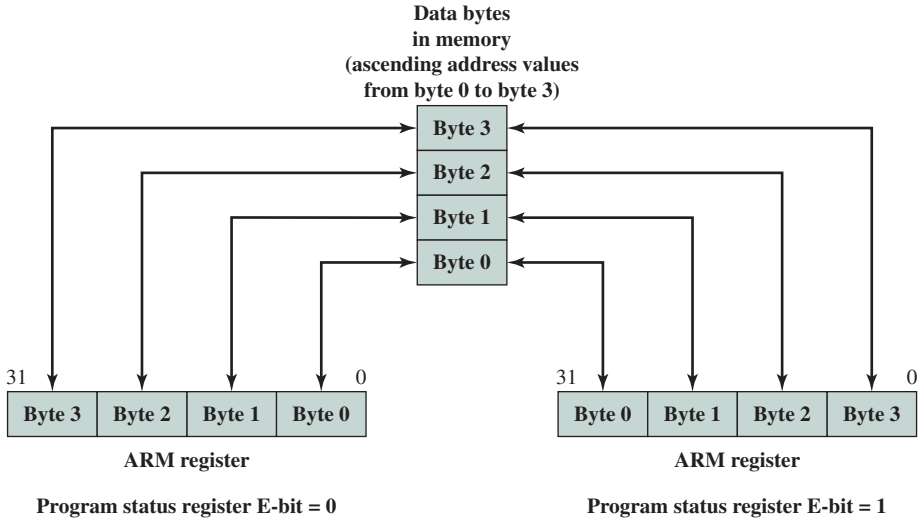 Data bytes
in memory
(ascending address values
from byte 0 to byte 3)
Byte 3
Byte 2
Byte 1
Byte 0
31
0
Byte 3
Byte 2
Byte 1
Byte 0
ARM register
Program status register E-bit = 0
31
0
Byte 0
Byte 1
Byte 2
Byte 3
ARM register
Program status register E-bit = 1